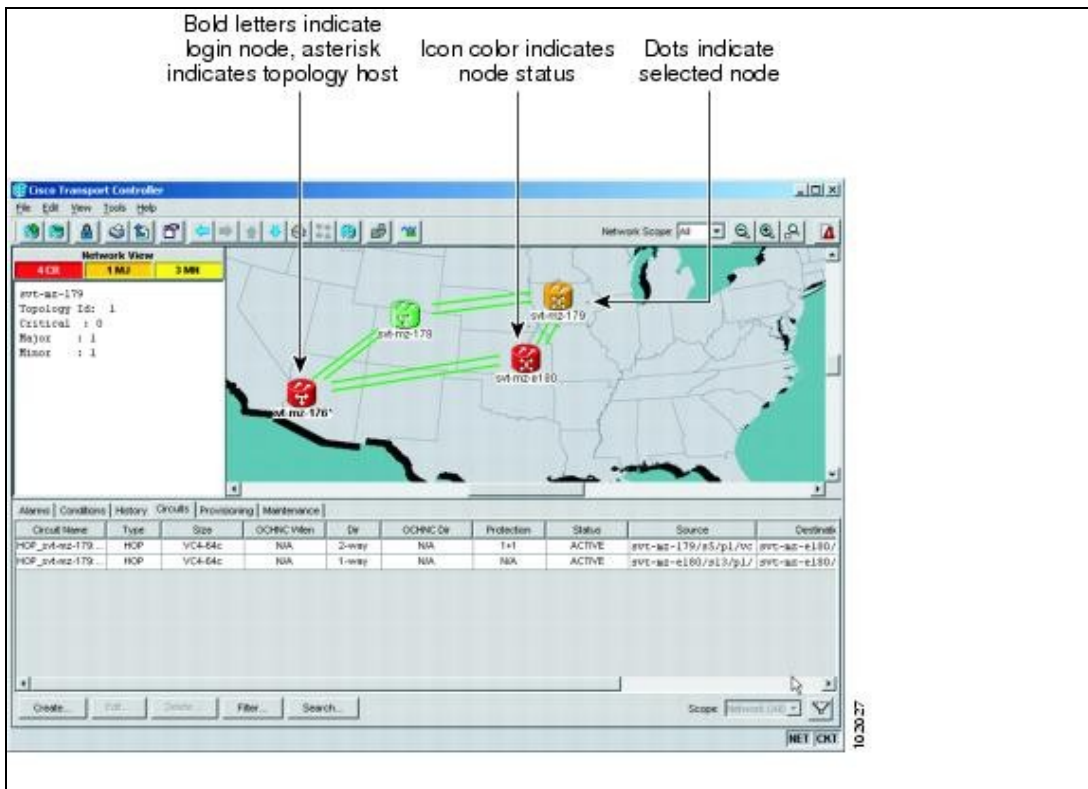 Bold letters indicate
login node, asterisk
indicates topology host
Icon color indicates
node status
Dots indicate
selected node
Cisco Transport Controller
File Edit View Tools Help
Network Scope: All
Network View
4 CR 1 MJ 3 MN
svt-mz-179
Topology Id: 1
Critical : 0
Major : 1
Minor : 1
svt-mz-179
svt-mz-178
svt-mz-e180
svt-mz-176*
Alarms Conditions History Circuits Provisioning Maintenance
Circuit Name Type Size OCHNC Wlen Dir OCHNC Dir Protection Status Source Destinatio
HOP_svt-mz-179:... HOP VC4-64c N/A 2-way N/A 1+1 ACTIVE svt-mz-179/s5/p1/vc svt-mz-e180/
HOP_svt-mz-179:... HOP VC4-64c N/A 1-way N/A N/A ACTIVE svt-mz-e180/s13/p1/ svt-mz-e180/
Create... Edit... Delete... Filter... Search... Scope:
NET CKT
102027